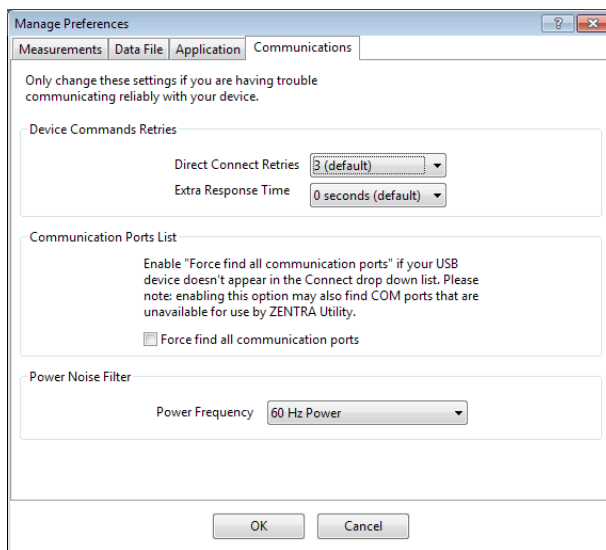 Manage Preferences
Measurements Data File Application Communications
Only change these settings if you are having trouble
communicating reliably with your device.
Device Commands Retries
Direct Connect Retries 3 (default)
Extra Response Time 0 seconds (default)
Communication Ports List
Enable "Force find all communication ports" if your USB
device doesn't appear in the Connect drop down list. Please
note: enabling this option may also find COM ports that are
unavailable for use by ZENTRA Utility.
Force find all communication ports
Power Noise Filter
Power Frequency 60 Hz Power
OK Cancel